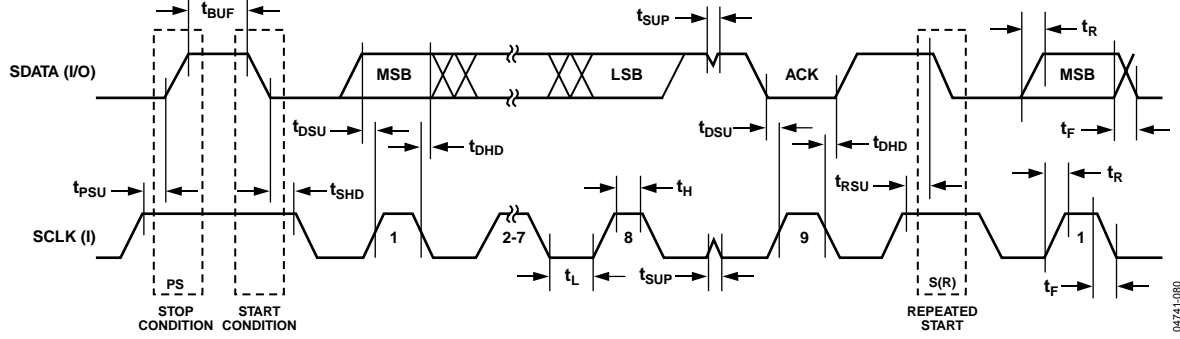 tBUF
tSUP
tR
SDATA (I/O)
MSB
LSB
ACK
MSB
tDSU
tDHD
tDSU
tDHD
tF
tPSU
tSHD
tH
tRSU
tR
SCLK (I)
1
2-7
8
9
1
tL
tSUP
tF
PS
S(R)
STOP
CONDITION
START
CONDITION
REPEATED
START
04741-080